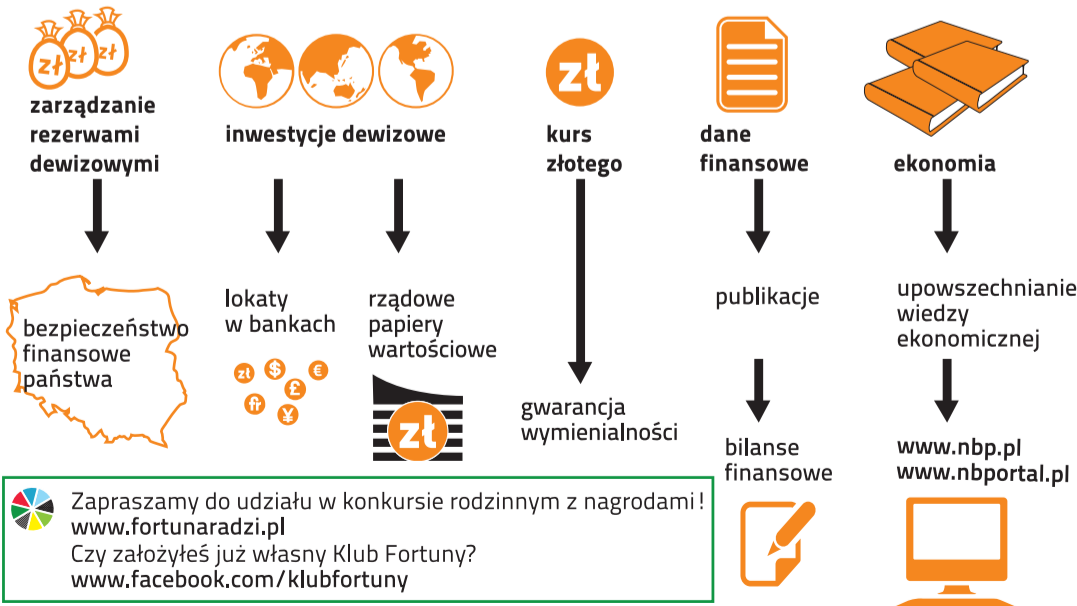 zł zł zł
zarządzanie
rezerwami
dewizowymi
bezpieczeństwo
finansowe
państwa
inwestycje dewizowe
lokaty
w bankach
zł $ € £ fr ¥
rządowe
papiery
wartościowe
zł
zł
kurs
złotego
gwarancja
wymienialności
dane
finansowe
publikacje
bilanse
finansowe
ekonomia
upowszechnianie
wiedzy
ekonomicznej
www.nbp.pl
www.nbportal.pl
Zapraszamy do udziału w konkursie rodzinnym z nagrodami!
www.fortunaradzi.pl
Czy założyłeś już własny Klub Fortuny?
www.facebook.com/klubfortuny